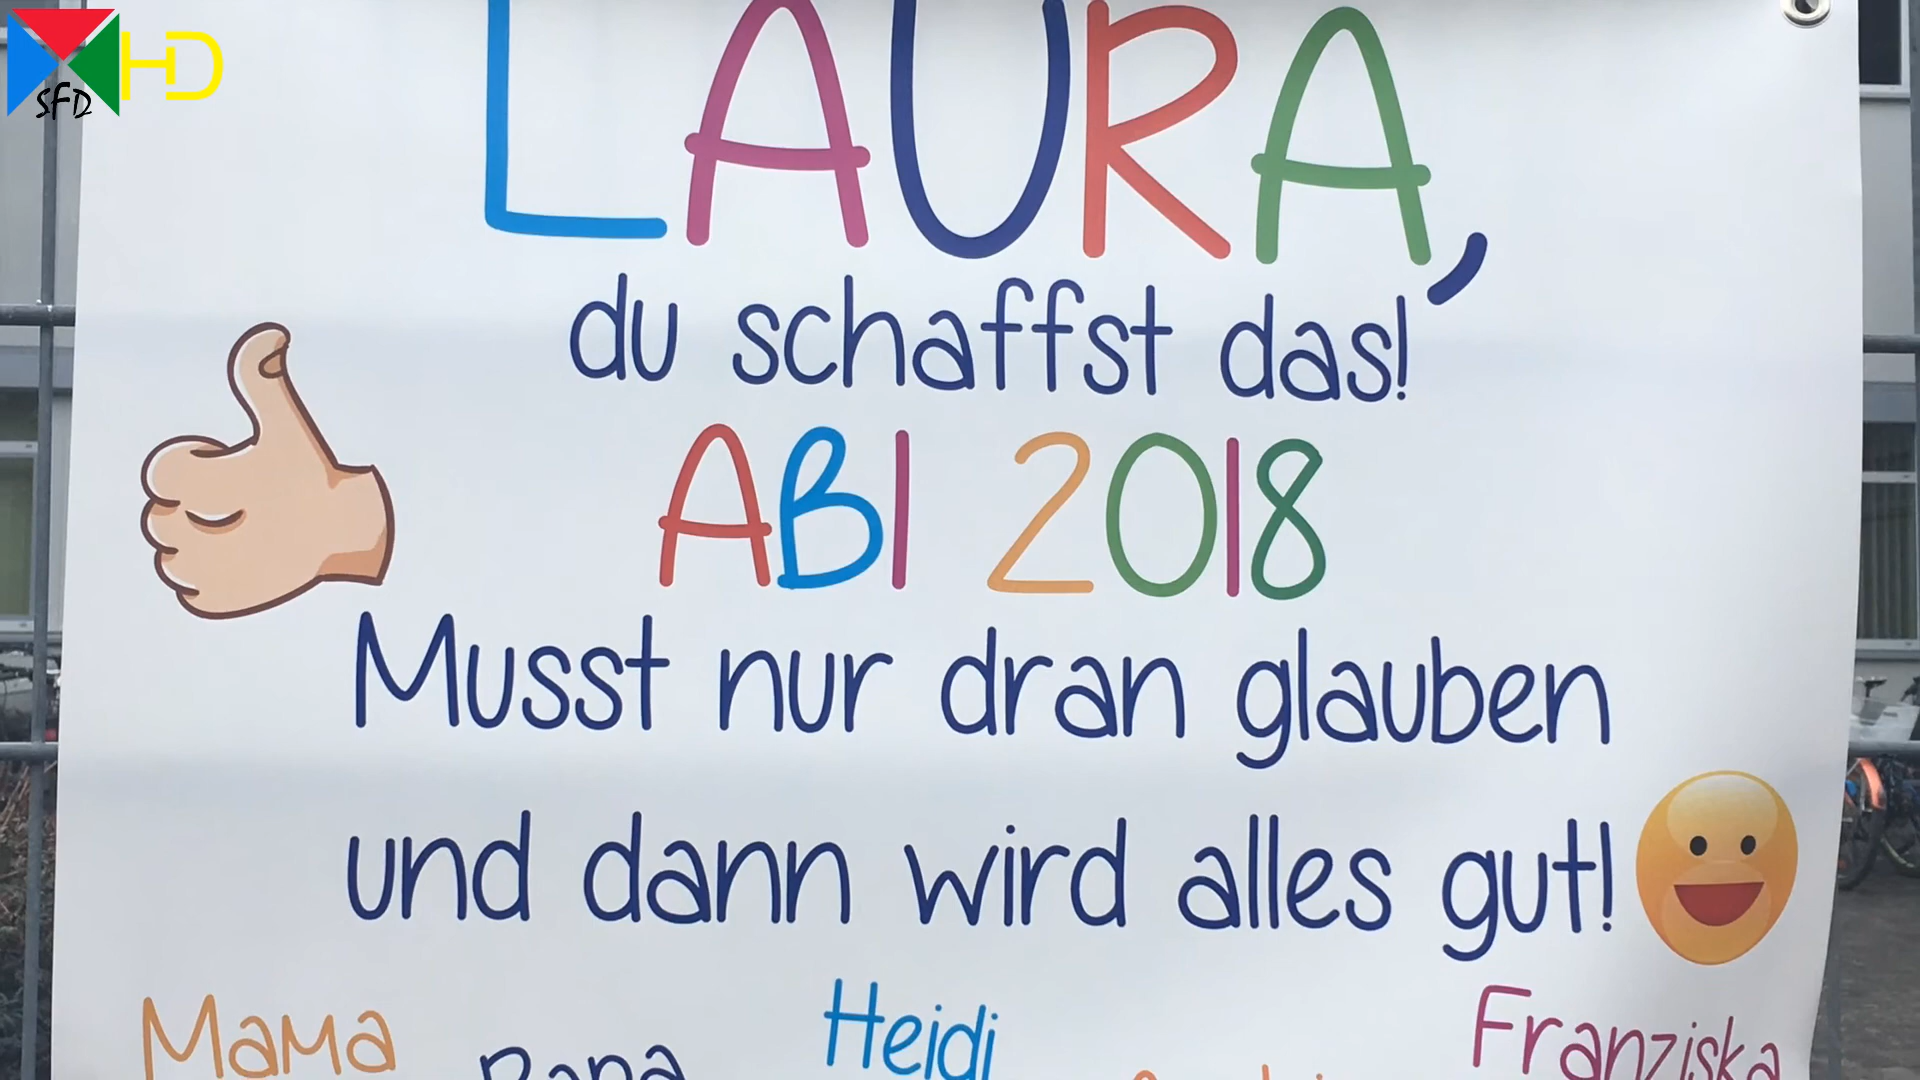 SFD HD
LAURA,
du schaffst das!
ABI 2018
Musst nur dran glauben
und dann wird alles gut!
Mama Papa Heidi Franziska